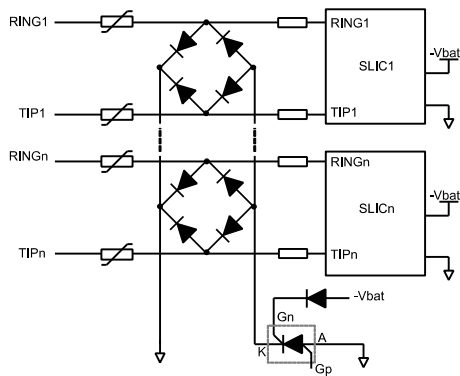 RING1
RING1
-Vbat
SLIC1
TIP1
TIP1
RINGn
RINGn
-Vbat
SLICn
TIPn
TIPn
-Vbat
Gn
K
A
Gp